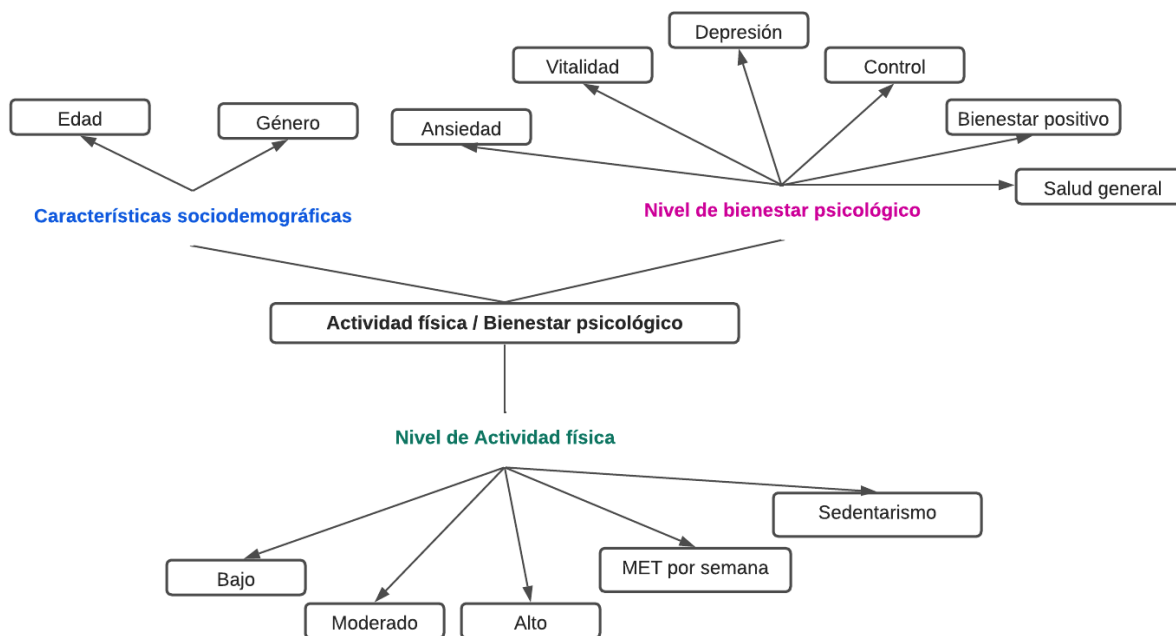 Depresión
Vitalidad
Control
Edad
Género
Ansiedad
Bienestar positivo
Salud general
Características sociodemográficas
Nivel de bienestar psicológico
Actividad física / Bienestar psicológico
Nivel de Actividad física
Sedentarismo
MET por semana
Bajo
Moderado
Alto